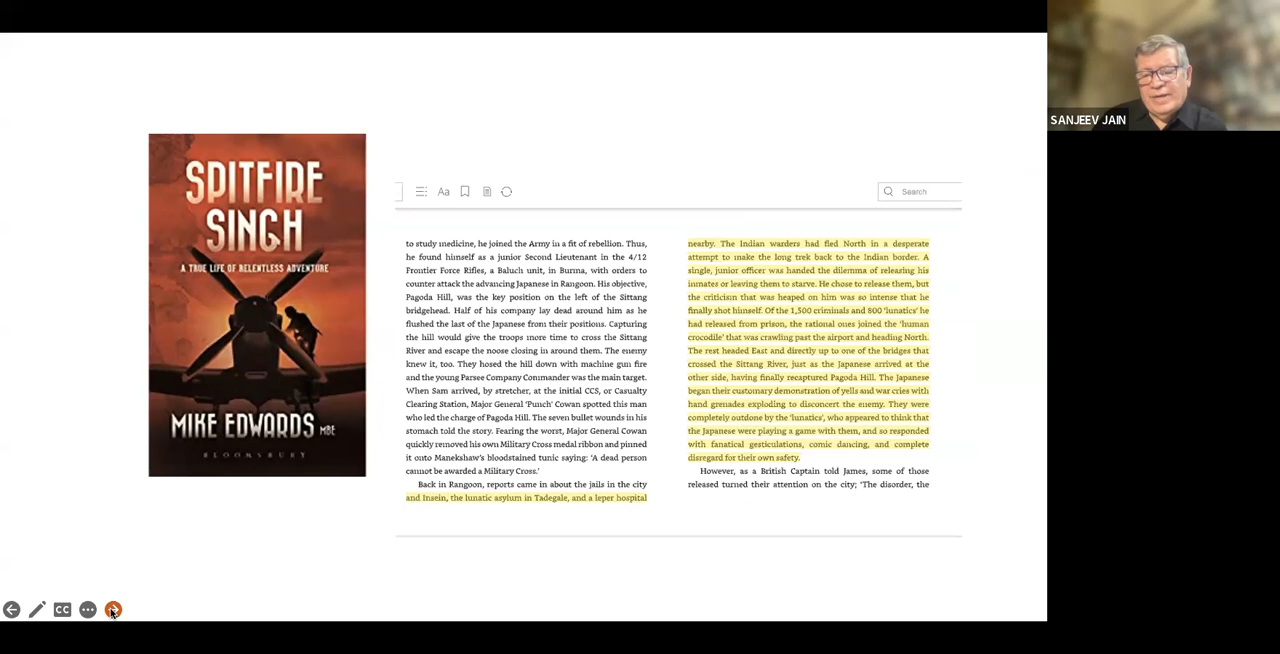 SANJEEV JAIN
SPITFIRE
SINGH
A TRUE LIFE OF RELENTLESS ADVENTURE
MIKE EDWARDS MBE
BLOOMSBURY
Aa
Search
to study medicine, he joined the Army in a fit of rebellion. Thus,
he found himself as a junior Second Lieutenant in the 4/12
Frontier Force Rifles, a Baluch unit, in Burma, with orders to
counter attack the advancing Japanese in Rangoon. His objective,
Pagoda Hill, was the key position on the left of the Sittang
bridgehead. Half of his company lay dead around him as he
flushed the last of the Japanese from their positions. Capturing
the hill would give the troops more time to cross the Sittang
River and escape the noose closing in around them. The enemy
knew it, too. They hosed the hill down with machine gun fire
and the young Parsee Company Commander was the main target.
When Sam arrived, by stretcher, at the initial CCS, or Casualty
Clearing Station, Major General 'Punch' Cowan spotted this man
who led the charge of Pagoda Hill. The seven bullet wounds in his
stomach told the story. Fearing the worst, Major General Cowan
quickly removed his own Military Cross medal ribbon and pinned
it onto Manekshaw's bloodstained tunic saying: 'A dead person
cannot be awarded a Military Cross.'
Back in Rangoon, reports came in about the jails in the city
and Insein, the lunatic asylum in Tadegale, and a leper hospital
nearby. The Indian warders had fled North in a desperate
attempt to make the long trek back to the Indian border. A
single, junior officer was handed the dilemma of releasing his
inmates or leaving them to starve. He chose to release them, but
the criticism that was heaped on him was so intense that he
finally shot himself. Of the 1,500 criminals and 800 'lunatics' he
had released from prison, the rational ones joined the 'human
crocodile' that was crawling past the airport and heading North.
The rest headed East and directly up to one of the bridges that
crossed the Sittang River, just as the Japanese arrived at the
other side, having finally recaptured Pagoda Hill. The Japanese
began their customary demonstration of yells and war cries with
hand grenades exploding to disconcert the enemy. They were
completely outdone by the 'lunatics', who appeared to think that
the Japanese were playing a game with them, and so responded
with fanatical gesticulations, comic dancing, and complete
disregard for their own safety.
However, as a British Captain told James, some of those
released turned their attention on the city; 'The disorder, the
CC